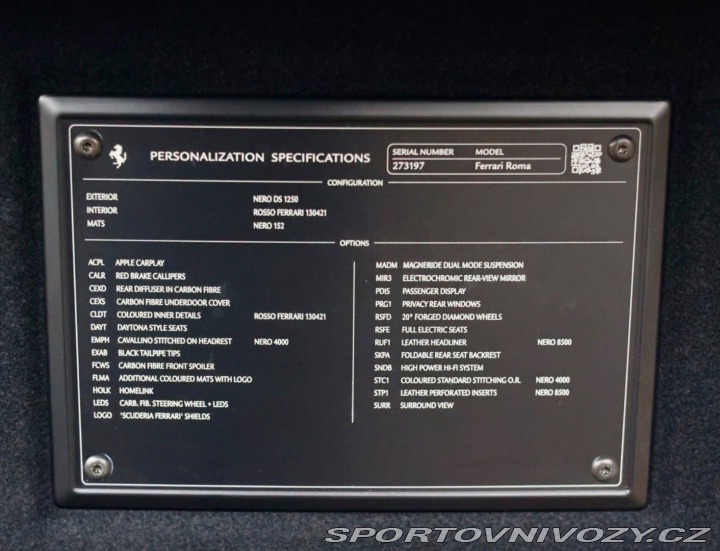 PERSONALIZATION SPECIFICATIONS
SERIAL NUMBER MODEL
273197 Ferrari Roma
CONFIGURATION
EXTERIOR NERO DS 1250
INTERIOR ROSSO FERRARI 130421
MATS NERO 152
OPTIONS
ACPL APPLE CARPLAY
CALR RED BRAKE CALLIPERS
CEXD REAR DIFFUSER IN CARBON FIBRE
CEXS CARBON FIBRE UNDERDOOR COVER
CLDT COLOURED INNER DETAILS ROSSO FERRARI 130421
DAYT DAYTONA STYLE SEATS
EMPH CAVALLINO STITCHED ON HEADREST NERO 4000
EXAB BLACK TAILPIPE TIPS
FCWS CARBON FIBRE FRONT SPOILER
FLMA ADDITIONAL COLOURED MATS WITH LOGO
HOLK HOMELINK
LEDS CARB. FIB. STEERING WHEEL + LEDS
LOGO 'SCUDERIA FERRARI' SHIELDS
MADM MAGNERIDE DUAL MODE SUSPENSION
MIR3 ELECTROCHROMIC REAR-VIEW MIRROR
PDIS PASSENGER DISPLAY
PRG1 PRIVACY REAR WINDOWS
RSFD 20" FORGED DIAMOND WHEELS
RSFE FULL ELECTRIC SEATS
RUF1 LEATHER HEADLINER NERO 8500
SKPA FOLDABLE REAR SEAT BACKREST
SNDB HIGH POWER HI-FI SYSTEM
STC1 COLOURED STANDARD STITCHING O.R. NERO 4000
STP1 LEATHER PERFORATED INSERTS NERO 8500
SURR SURROUND VIEW
SPORTOVNIVOZY.CZ